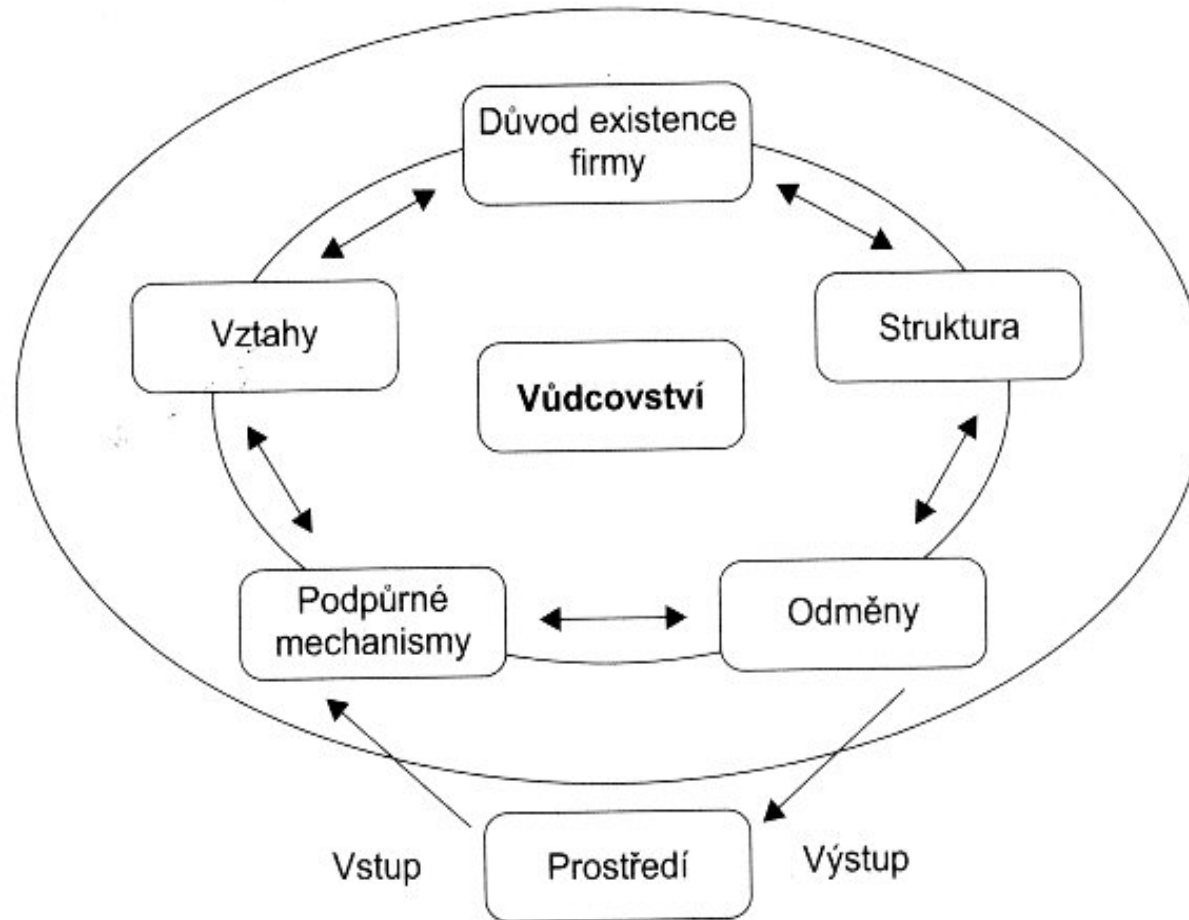 Důvod existence
firmy
Vztahy
Struktura
Vůdcovství
Podpůrné
mechanismy
Odměny
Vstup
Prostředí
Výstup